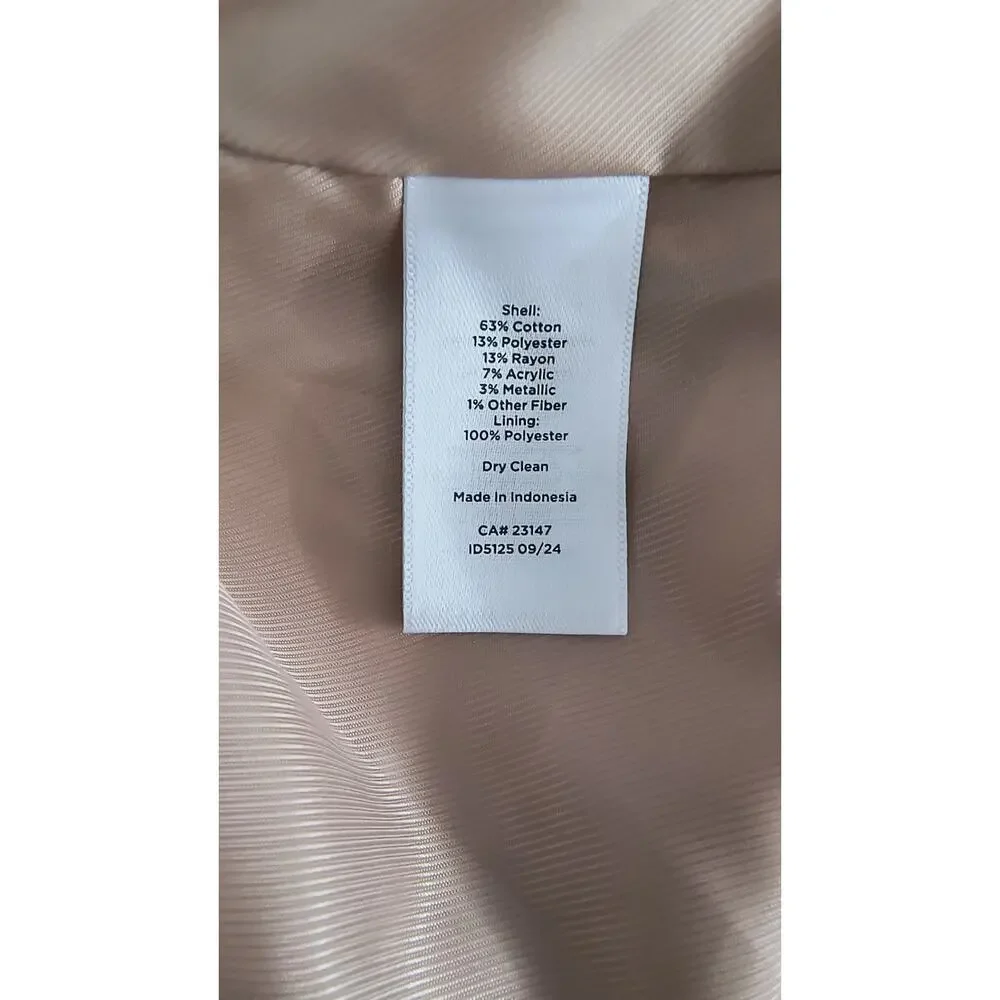 Shell:
63% Cotton
13% Polyester
13% Rayon
7% Acrylic
3% Metallic
1% Other Fiber
Lining:
100% Polyester
Dry Clean
Made in Indonesia
CA# 23147
ID5125 09/24